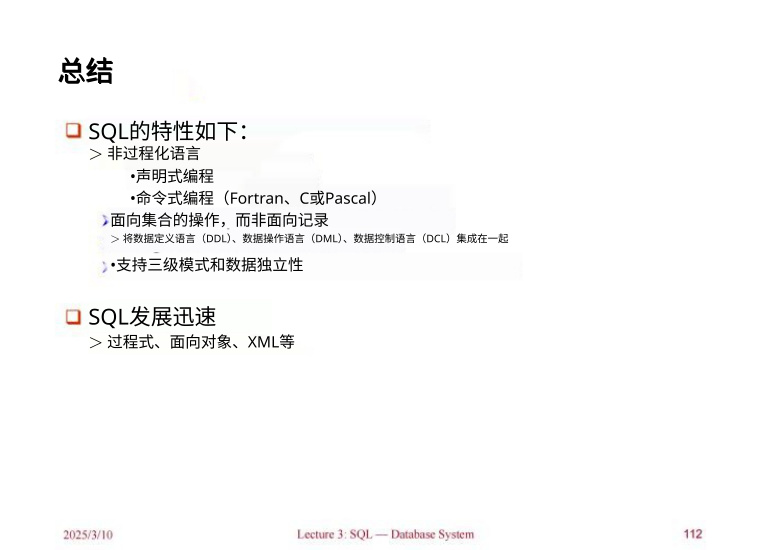 总结
❑ SQL的特性如下：
＞ 非过程化语言
•声明式编程
•命令式编程（Fortran、C或Pascal）
面向集合的操作，而非面向记录
＞ 将数据定义语言（DDL）、数据操作语言（DML）、数据控制语言（DCL）集成在一起
•支持三级模式和数据独立性
❑ SQL发展迅速
＞ 过程式、面向对象、XML等
2025/3/10 Lecture 3: SQL — Database System 112